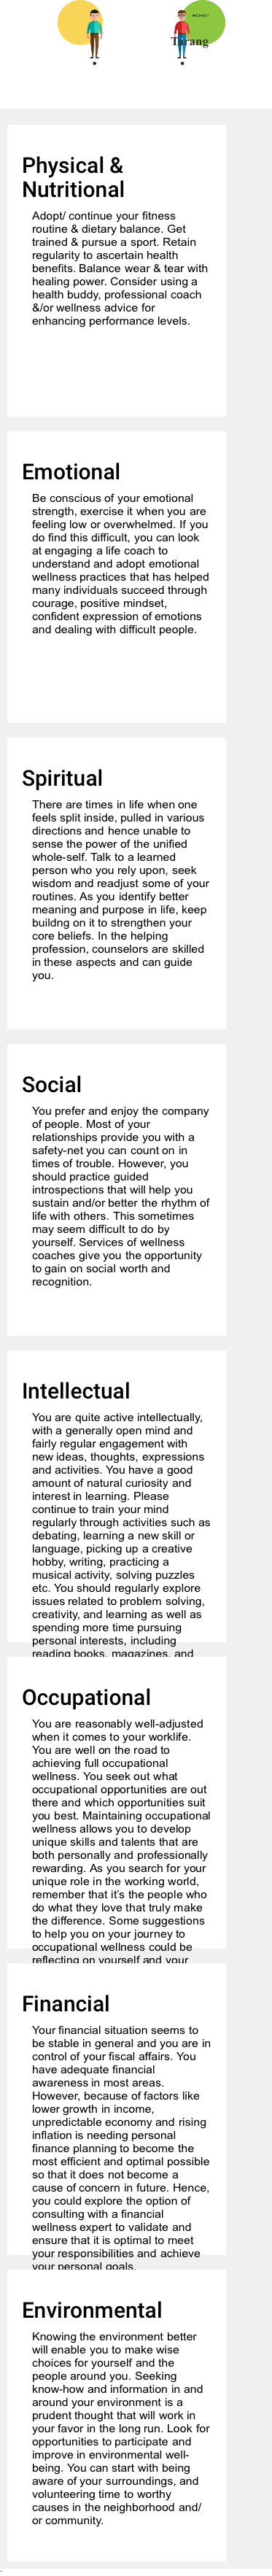 Tarang
Physical &
Nutritional
Adopt/ continue your fitness
routine & dietary balance. Get
trained & pursue a sport. Retain
regularity to ascertain health
benefits. Balance wear & tear with
healing power. Consider using a
health buddy, professional coach
&/or wellness advice for
enhancing performance levels.
Emotional
Be conscious of your emotional
strength, exercise it when you are
feeling low or overwhelmed. If you
do find this difficult, you can look
at engaging a life coach to
understand and adopt emotional
wellness practices that has helped
many individuals succeed through
courage, positive mindset,
confident expression of emotions
and dealing with difficult people.
Spiritual
There are times in life when one
feels split inside, pulled in various
directions and hence unable to
sense the power of the unified
whole-self. Talk to a learned
person who you rely upon, seek
wisdom and readjust some of your
routines. As you identify better
meaning and purpose in life, keep
buildng on it to strengthen your
core beliefs. In the helping
profession, counselors are skilled
in these aspects and can guide
you.
Social
You prefer and enjoy the company
of people. Most of your
relationships provide you with a
safety-net you can count on in
times of trouble. However, you
should practice guided
introspections that will help you
sustain and/or better the rhythm of
life with others. This sometimes
may seem difficult to do by
yourself. Services of wellness
coaches give you the opportunity
to gain on social worth and
recognition.
Intellectual
You are quite active intellectually,
with a generally open mind and
fairly regular engagement with
new ideas, thoughts, expressions
and activities. You have a good
amount of natural curiosity and
interest in learning. Please
continue to train your mind
regularly through activities such as
debating, learning a new skill or
language, picking up a creative
hobby, writing, practicing a
musical activity, solving puzzles
etc. You should regularly explore
issues related to problem solving,
creativity, and learning as well as
spending more time pursuing
personal interests, including
reading books, magazines, and
Occupational
You are reasonably well-adjusted
when it comes to your worklife.
You are well on the road to
achieving full occupational
wellness. You seek out what
occupational opportunities are out
there and which opportunities suit
you best. Maintaining occupational
wellness allows you to develop
unique skills and talents that are
both personally and professionally
rewarding. As you search for your
unique role in the working world,
remember that it's the people who
do what they love that truly make
the difference. Some suggestions
to help you on your journey to
occupational wellness could be
reflecting on yourself and your
Financial
Your financial situation seems to
be stable in general and you are in
control of your fiscal affairs. You
have adequate financial
awareness in most areas.
However, because of factors like
lower growth in income,
unpredictable economy and rising
inflation is needing personal
finance planning to become the
most efficient and optimal possible
so that it does not become a
cause of concern in future. Hence,
you could explore the option of
consulting with a financial
wellness expert to validate and
ensure that it is optimal to meet
your responsibilities and achieve
your personal goals.
Environmental
Knowing the environment better
will enable you to make wise
choices for yourself and the
people around you. Seeking
know-how and information in and
around your environment is a
prudent thought that will work in
your favor in the long run. Look for
opportunities to participate and
improve in environmental well-
being. You can start with being
aware of your surroundings, and
volunteering time to worthy
causes in the neighborhood and/
or community.